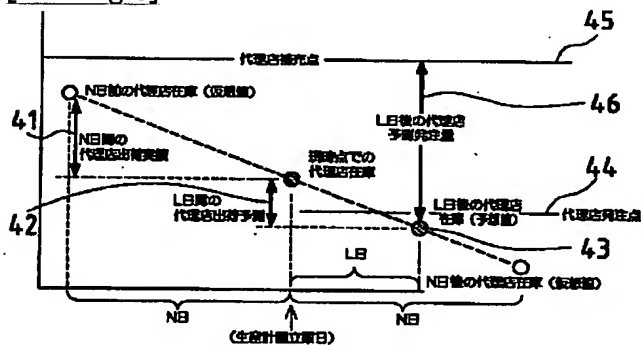 45
代理店補充点
N日前の代理店在庫（仮想値）
46
41
N日間の
代理店出荷実績
L日後の代理店
予測発注量
現時点での
代理店在庫
44
42
L日間の
代理店出荷予測
L日後の代理店
在庫（予想値）
代理店発注点
43
L日
N日後の代理店在庫（仮想値）
N日
N日
（生産計画立案日）